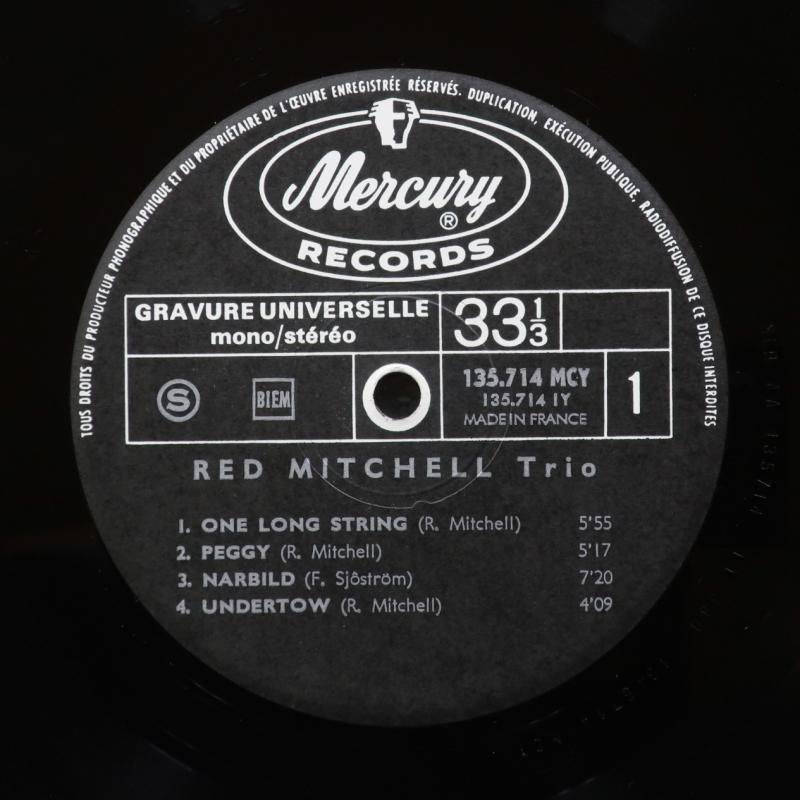 TOUS DROITS DU PRODUCTEUR PHONOGRAPHIQUE ET DU PROPRIÉTAIRE DE L'ŒUVRE ENREGISTRÉE RÉSERVÉS. DUPLICATION, EXÉCUTION PUBLIQUE, RADIODIFFUSION DE CE DISQUE INTERDITES
Mercury ®
RECORDS
GRAVURE UNIVERSELLE
mono/stéréo
33 1/3
S
BIEM
135.714 MCY
135.714 1Y
MADE IN FRANCE
1
RED MITCHELL Trio
1. ONE LONG STRING (R. Mitchell) 5'55
2. PEGGY (R. Mitchell) 5'17
3. NARBILD (F. Sjôström) 7'20
4. UNDERTOW (R. Mitchell) 4'09